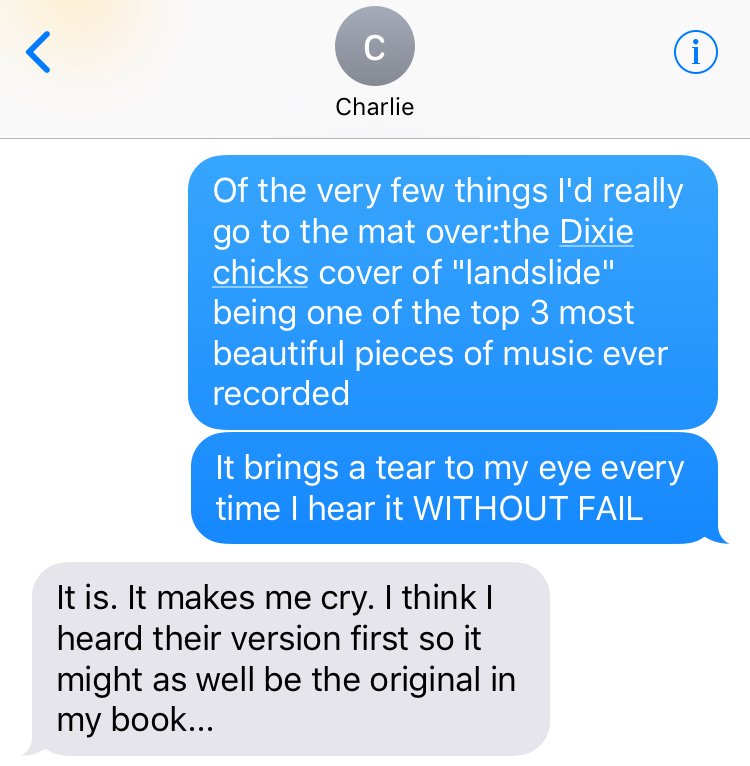 C
Charlie
Of the very few things I'd really
go to the mat over:the Dixie
chicks cover of "landslide"
being one of the top 3 most
beautiful pieces of music ever
recorded
It brings a tear to my eye every
time I hear it WITHOUT FAIL
It is. It makes me cry. I think I
heard their version first so it
might as well be the original in
my book...